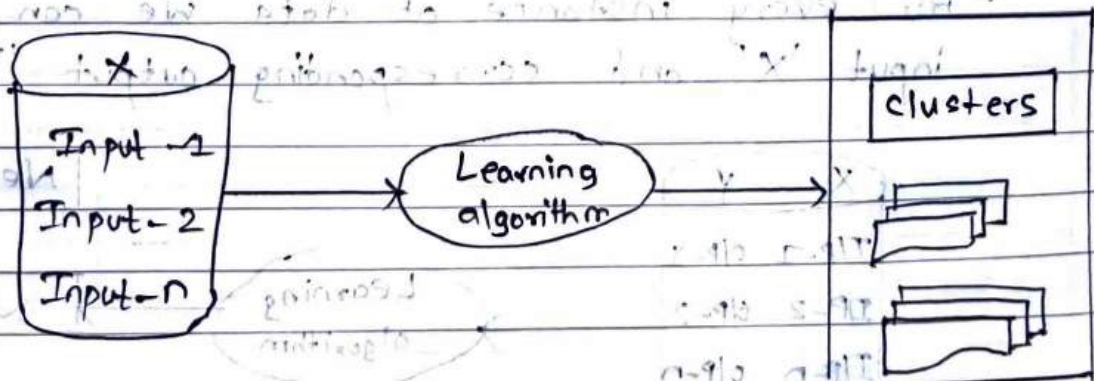 X
Input-1
Input-2
Input-n
Learning
algorithm
clusters